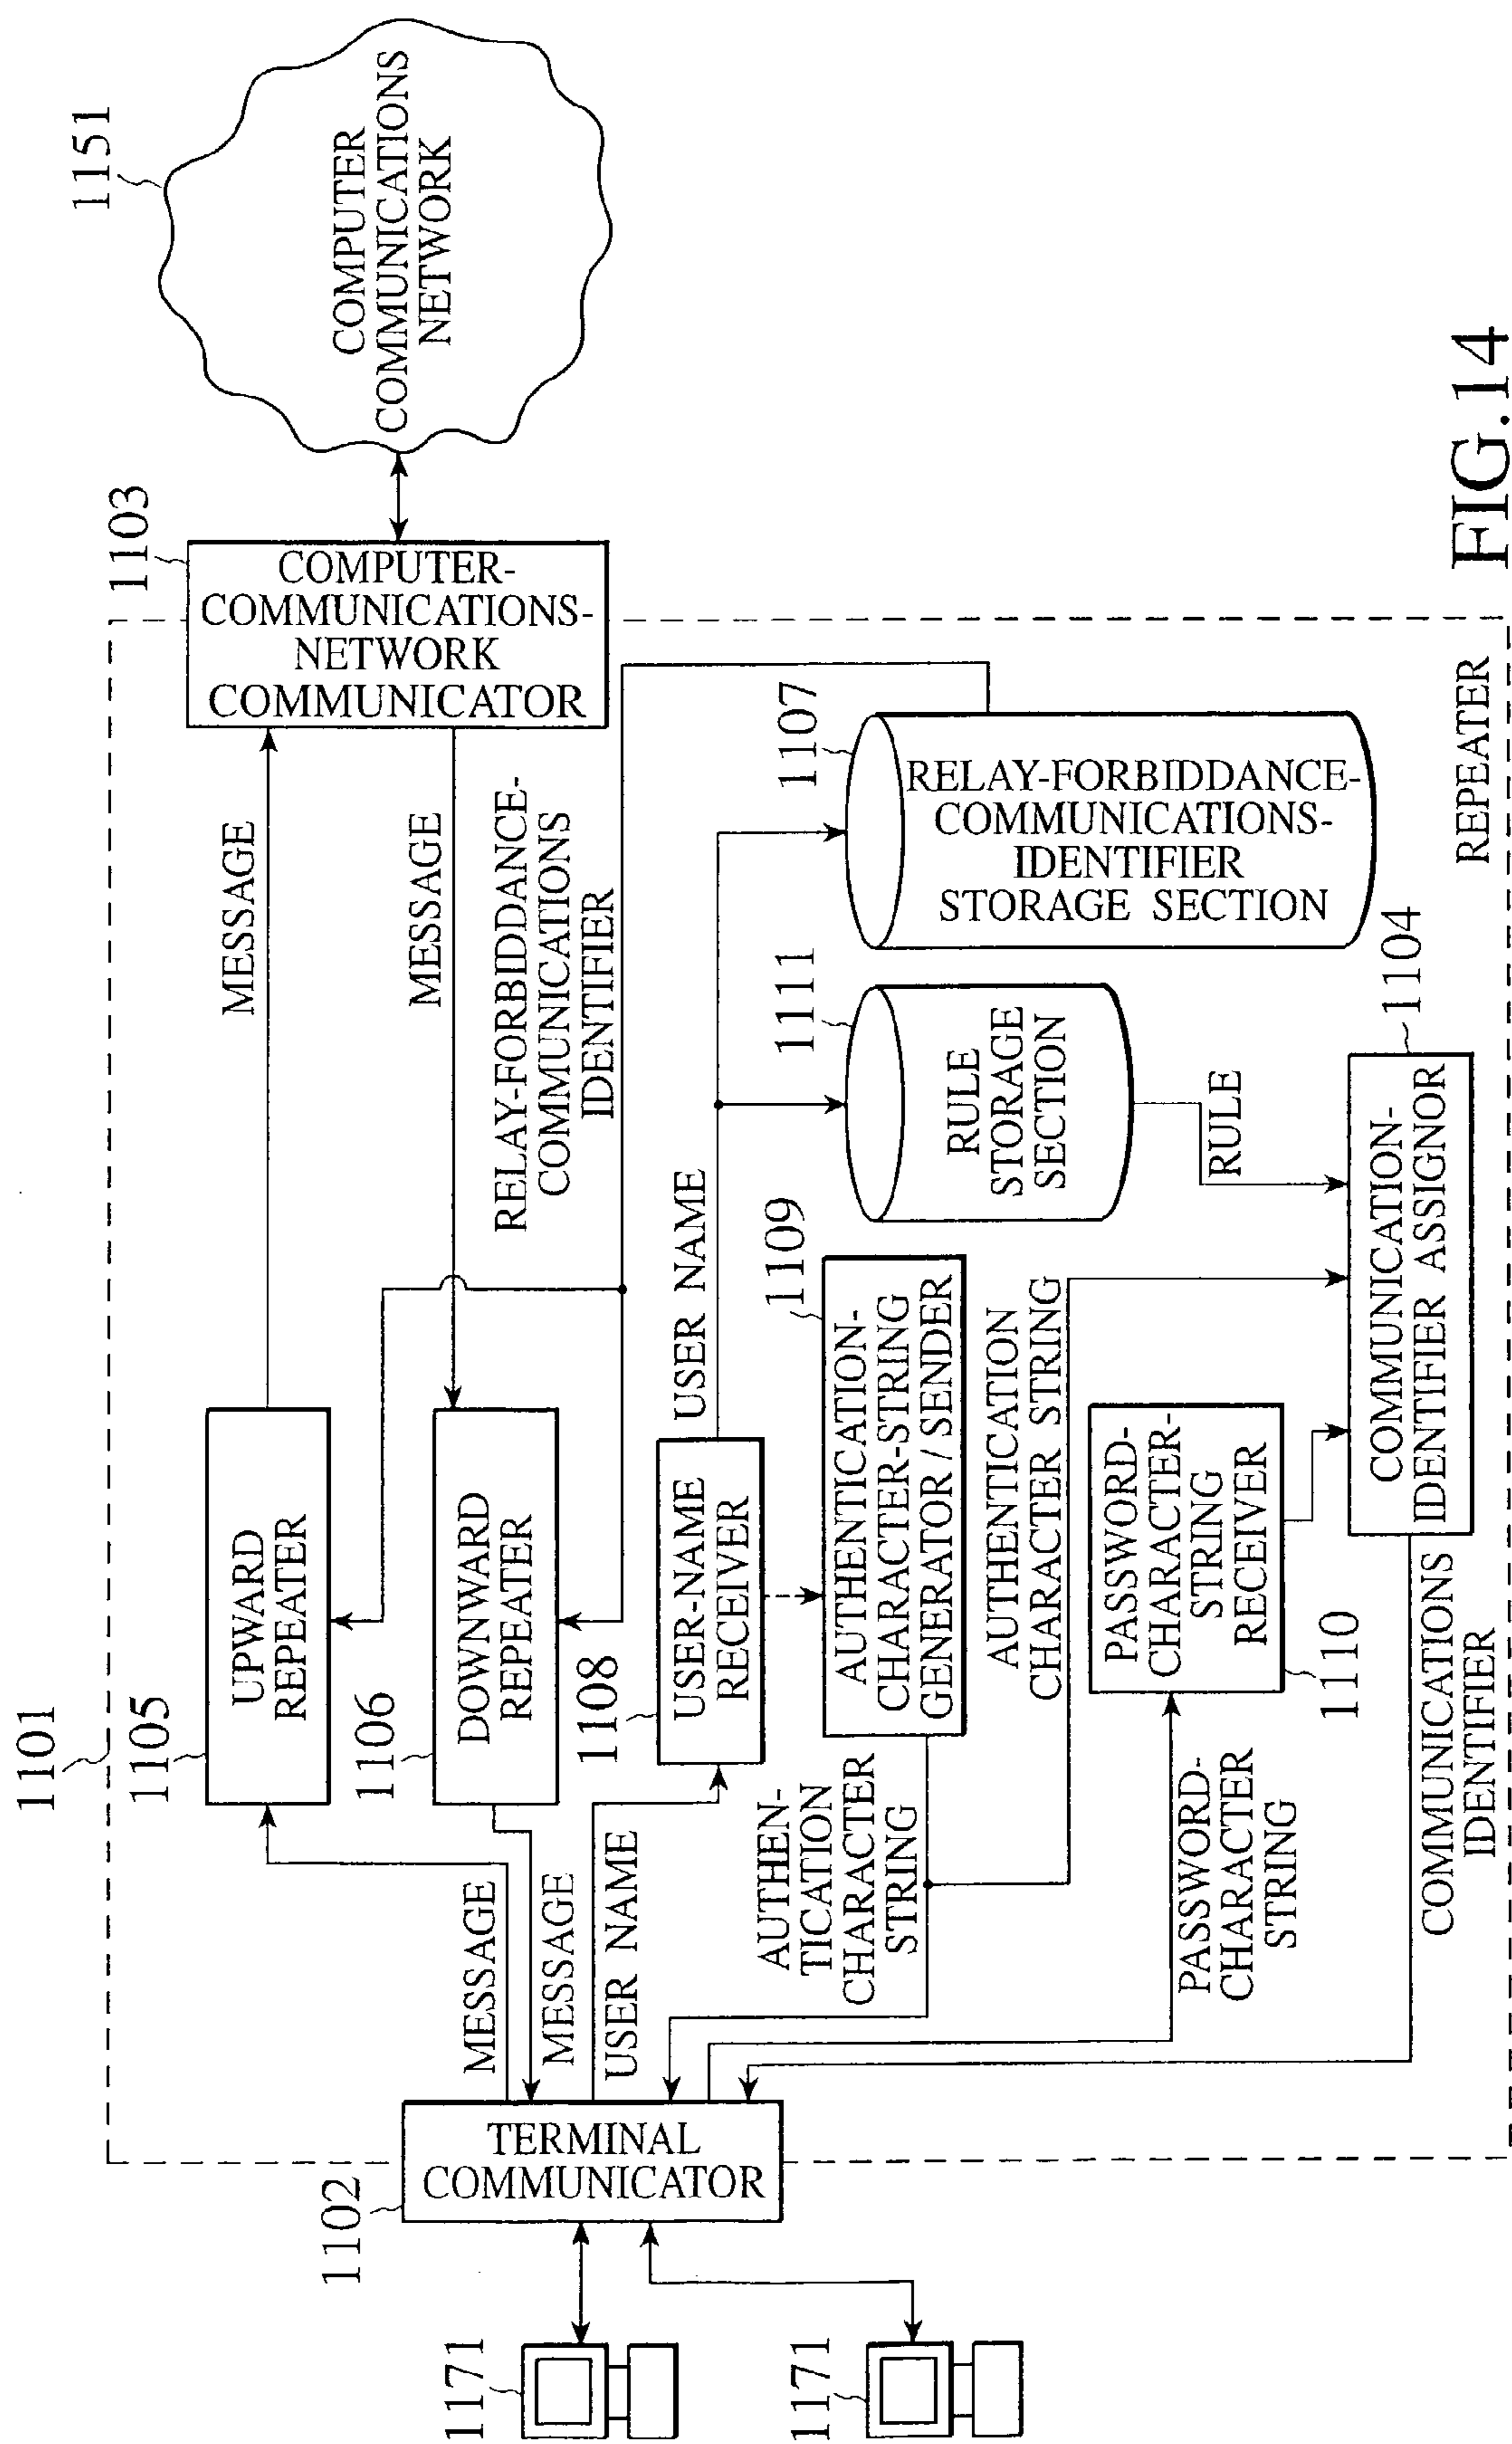 1151
COMPUTER
COMMUNICATIONS
NETWORK
1103
COMPUTER-
COMMUNICATIONS-
NETWORK
COMMUNICATOR
1101
1105
UPWARD
REPEATER
MESSAGE
MESSAGE
1106
DOWNWARD
REPEATER
RELAY-FORBIDDANCE-
COMMUNICATIONS
IDENTIFIER
1102
TERMINAL
COMMUNICATOR
MESSAGE
MESSAGE
USER NAME
1108
USER-NAME
RECEIVER
USER NAME
1109
AUTHENTICATION-
CHARACTER-STRING
GENERATOR / SENDER
1111
RULE
STORAGE
SECTION
1107
RELAY-FORBIDDANCE-
COMMUNICATIONS-
IDENTIFIER
STORAGE SECTION
AUTHEN-
TICATION
CHARACTER
STRING
AUTHENTICATION
CHARACTER STRING
PASSWORD-
CHARACTER-
STRING
RECEIVER
1110
PASSWORD-
CHARACTER
STRING
RULE
1104
COMMUNICATION-
IDENTIFIER ASSIGNOR
COMMUNICATIONS
IDENTIFIER
REPEATER
1171
1171
FIG.14